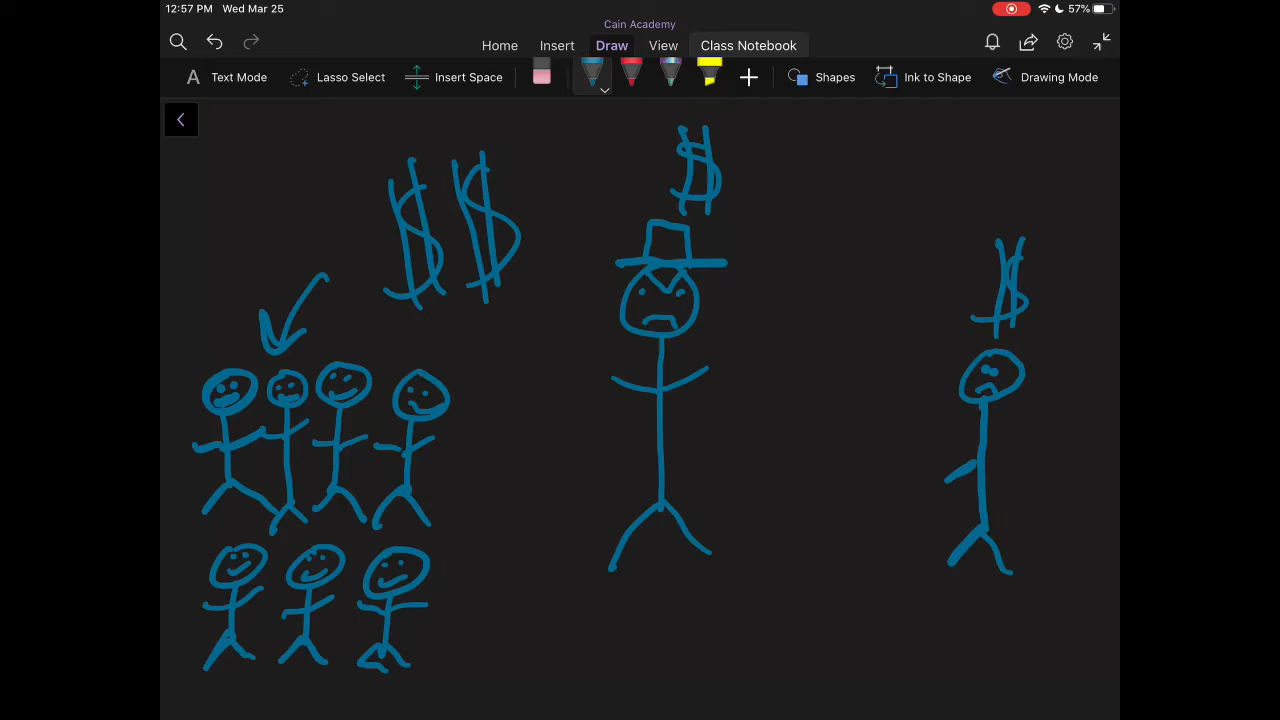 12:57 PM Wed Mar 25
57%
Cain Academy
Home Insert Draw View Class Notebook
Text Mode Lasso Select Insert Space Shapes Ink to Shape Drawing Mode
$ $
$
$